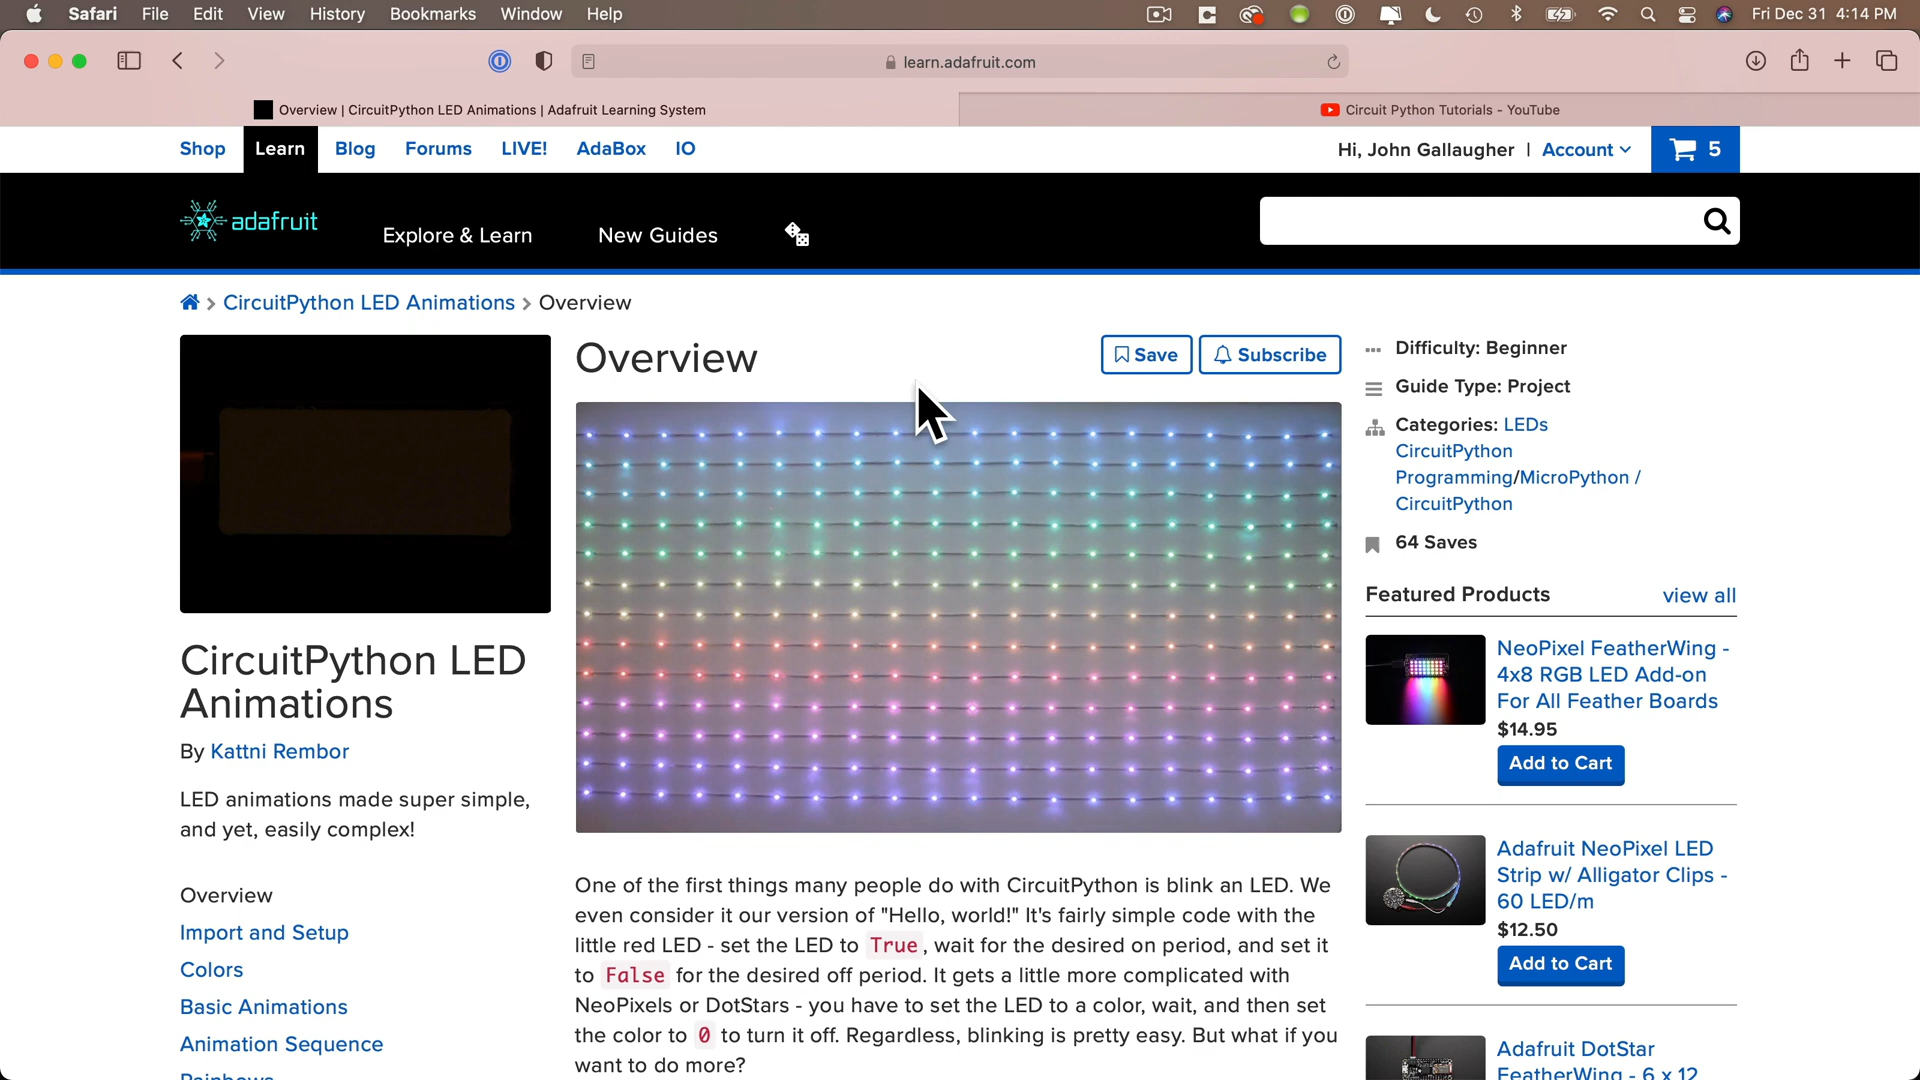 Safari File Edit View History Bookmarks Window Help Fri Dec 31 4:14 PM
learn.adafruit.com
Overview | CircuitPython LED Animations | Adafruit Learning System
Circuit Python Tutorials - YouTube
Shop Learn Blog Forums LIVE! AdaBox IO
Hi, John Gallaugher | Account 5
adafruit Explore & Learn New Guides
CircuitPython LED Animations > Overview
Overview
Save Subscribe
CircuitPython LED
Animations
By Kattni Rembor
LED animations made super simple,
and yet, easily complex!
Overview
Import and Setup
Colors
Basic Animations
Animation Sequence
Rainbows
One of the first things many people do with CircuitPython is blink an LED. We
even consider it our version of "Hello, world!" It's fairly simple code with the
little red LED - set the LED to True, wait for the desired on period, and set it
to False for the desired off period. It gets a little more complicated with
NeoPixels or DotStars - you have to set the LED to a color, wait, and then set
the color to 0 to turn it off. Regardless, blinking is pretty easy. But what if you
want to do more?
Difficulty: Beginner
Guide Type: Project
Categories: LEDs
CircuitPython
Programming/MicroPython /
CircuitPython
64 Saves
Featured Products view all
NeoPixel FeatherWing -
4x8 RGB LED Add-on
For All Feather Boards
$14.95
Add to Cart
Adafruit NeoPixel LED
Strip w/ Alligator Clips -
60 LED/m
$12.50
Add to Cart
Adafruit DotStar
FeatherWing - 6 x 12